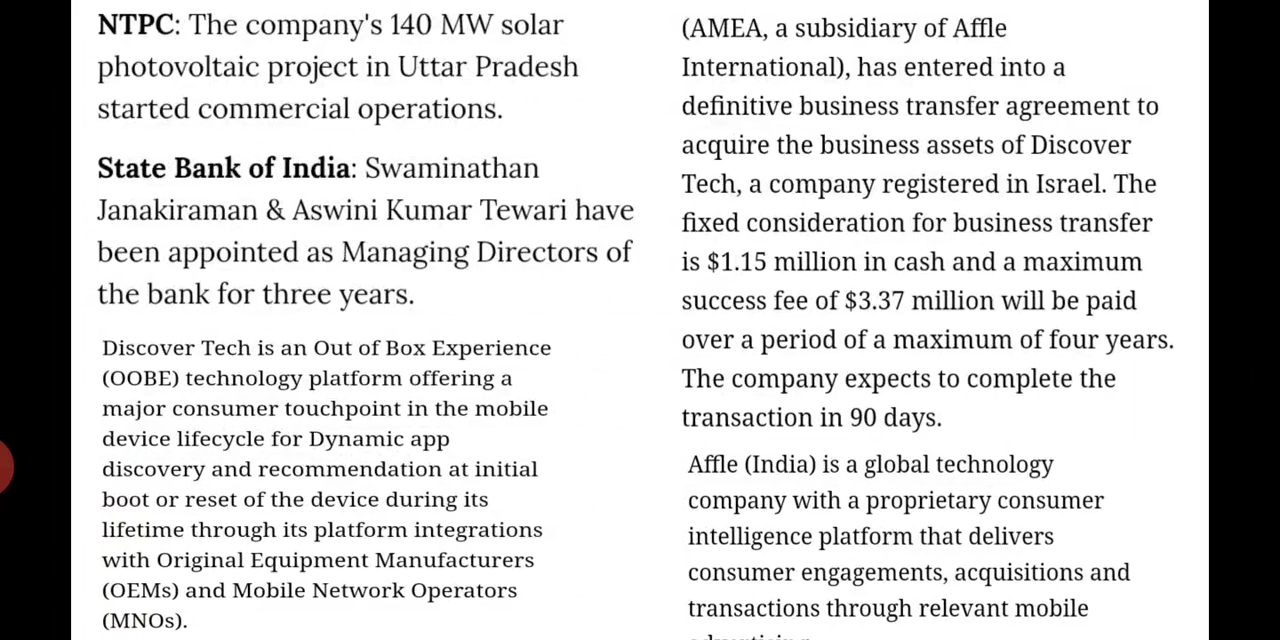 NTPC: The company's 140 MW solar
photovoltaic project in Uttar Pradesh
started commercial operations.
State Bank of India: Swaminathan
Janakiraman & Aswini Kumar Tewari have
been appointed as Managing Directors of
the bank for three years.
Discover Tech is an Out of Box Experience
(OOBE) technology platform offering a
major consumer touchpoint in the mobile
device lifecycle for Dynamic app
discovery and recommendation at initial
boot or reset of the device during its
lifetime through its platform integrations
with Original Equipment Manufacturers
(OEMs) and Mobile Network Operators
(MNOs).
(AMEA, a subsidiary of Affle
International), has entered into a
definitive business transfer agreement to
acquire the business assets of Discover
Tech, a company registered in Israel. The
fixed consideration for business transfer
is $1.15 million in cash and a maximum
success fee of $3.37 million will be paid
over a period of a maximum of four years.
The company expects to complete the
transaction in 90 days.
Affle (India) is a global technology
company with a proprietary consumer
intelligence platform that delivers
consumer engagements, acquisitions and
transactions through relevant mobile